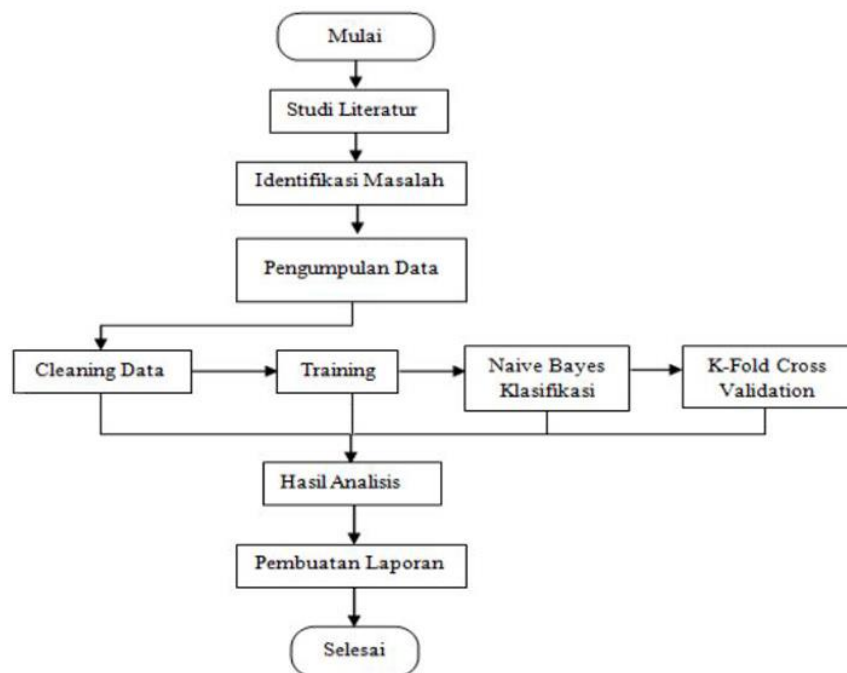 Mulai
Studi Literatur
Identifikasi Masalah
Pengumpulan Data
Cleaning Data
Training
Naive Bayes
Klasifikasi
K-Fold Cross
Validation
Hasil Analisis
Pembuatan Laporan
Selesai